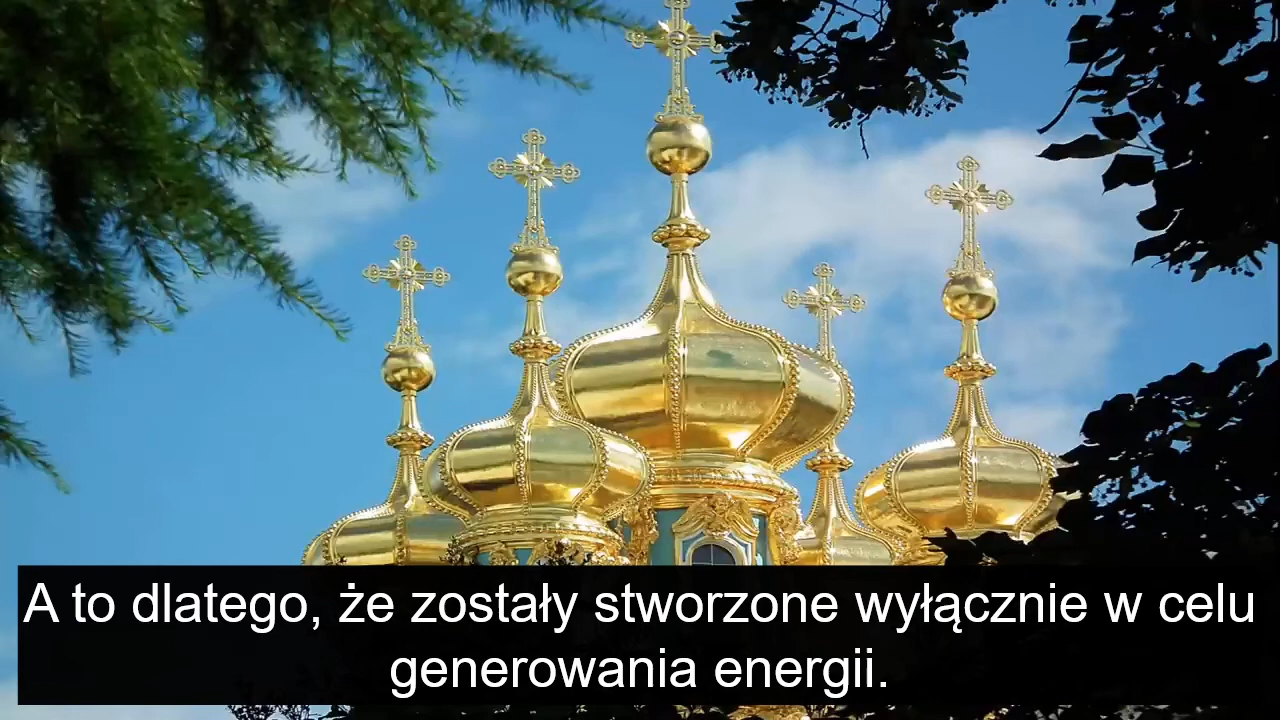 A to dlatego, że zostały stworzone wyłącznie w celu
generowania energii.